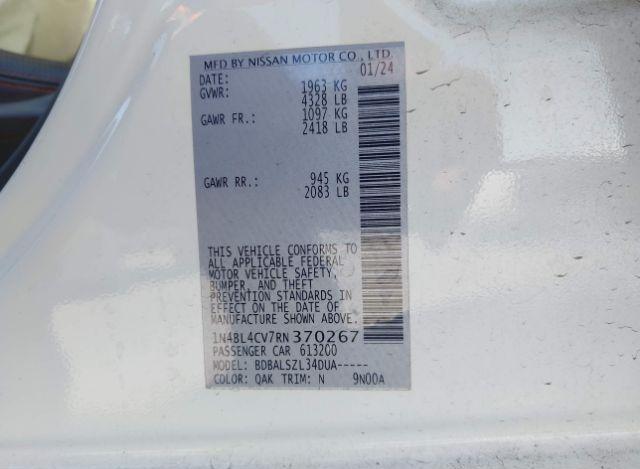 MFD BY NISSAN MOTOR CO., LTD.
DATE: 01/24
GVWR: 1963 KG
4328 LB
GAWR FR.: 1097 KG
2418 LB
GAWR RR.: 945 KG
2083 LB
THIS VEHICLE CONFORMS TO
ALL APPLICABLE FEDERAL
MOTOR VEHICLE SAFETY,
BUMPER, AND THEFT
PREVENTION STANDARDS IN
EFFECT ON THE DATE OF
MANUFACTURE SHOWN ABOVE.
1N4BL4CV7RN370267
PASSENGER CAR 613200
MODEL: BDBALSZL34DUA-----
COLOR: QAK TRIM: N 9N00A